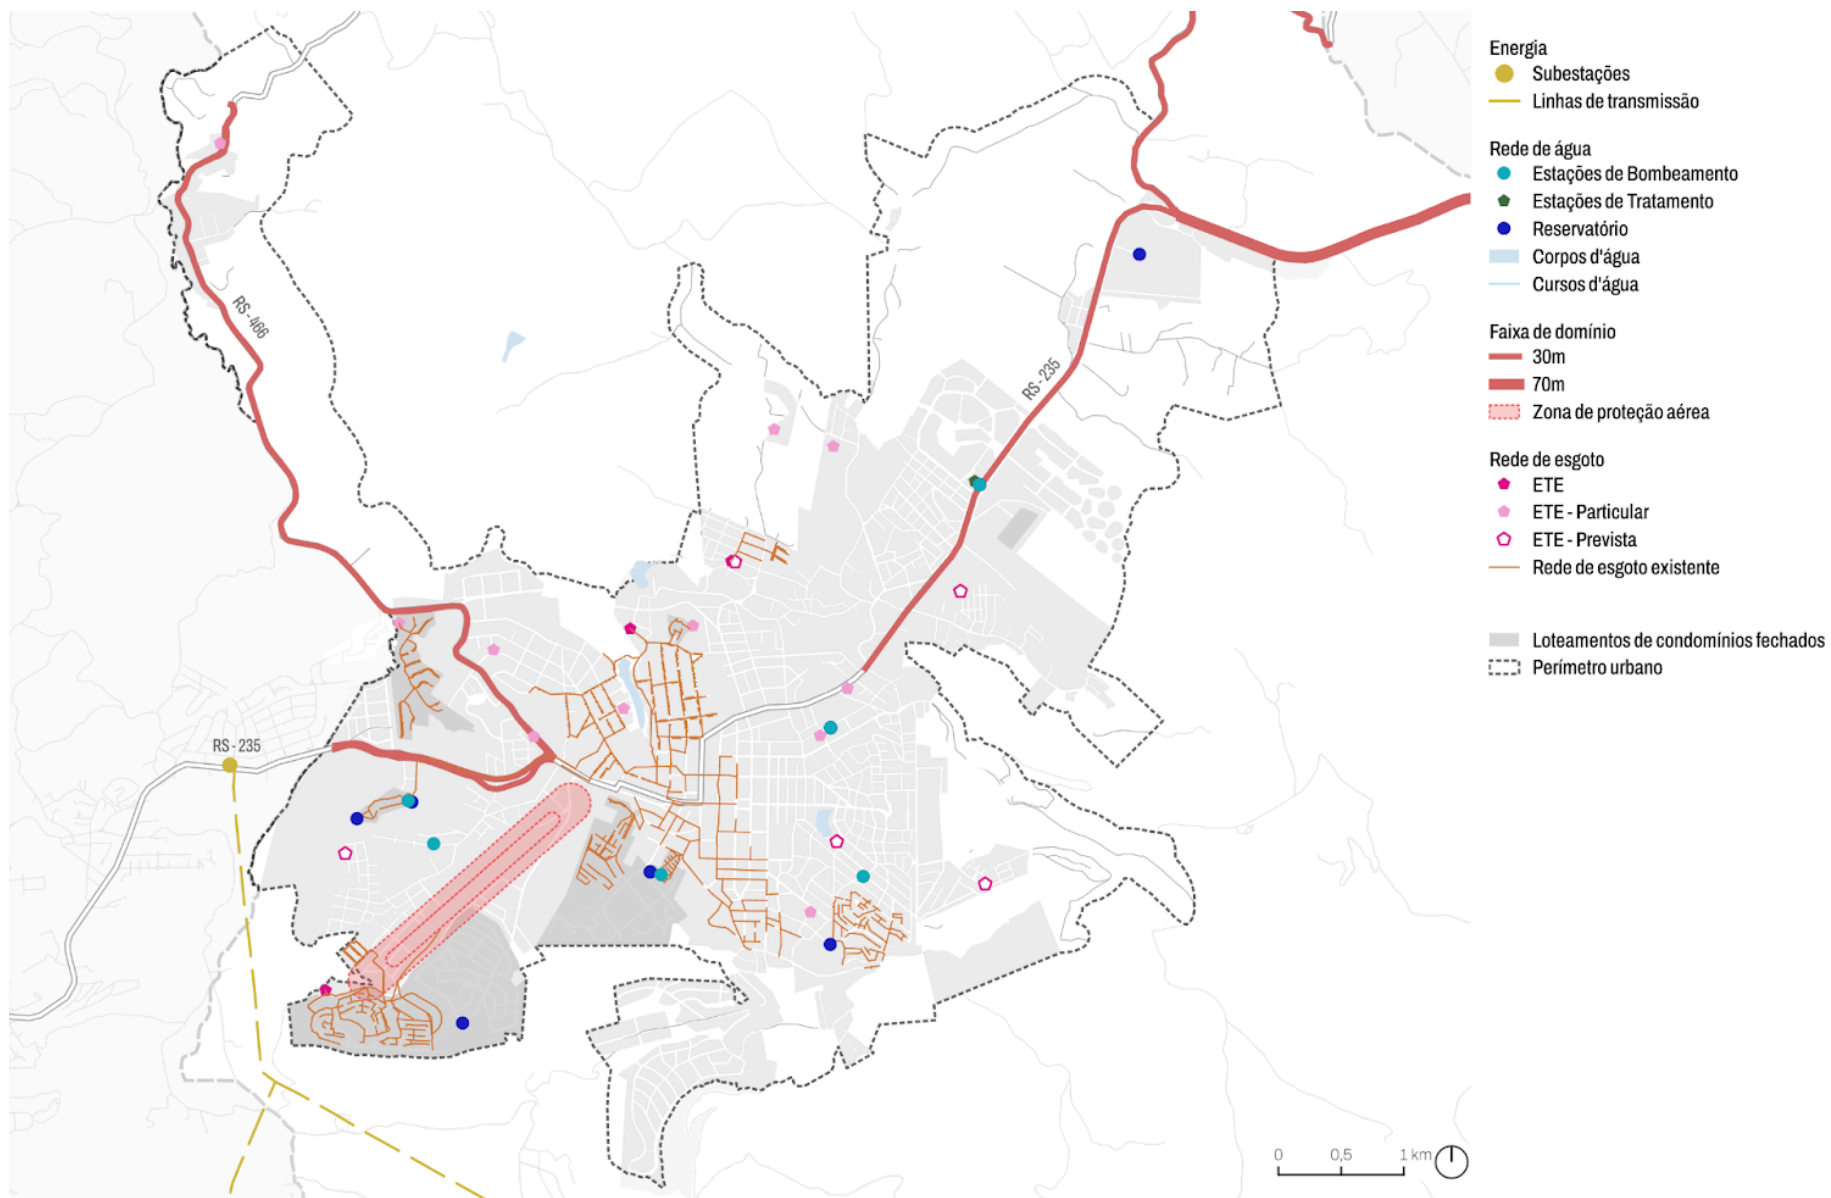 RS - 466
RS - 235
RS - 235
0 0,5 1 km
Energia
Subestações
Linhas de transmissão
Rede de água
Estações de Bombeamento
Estações de Tratamento
Reservatório
Corpos d'água
Cursos d'água
Faixa de domínio
30m
70m
Zona de proteção aérea
Rede de esgoto
ETE
ETE - Particular
ETE - Prevista
Rede de esgoto existente
Loteamentos de condomínios fechados
Perímetro urbano